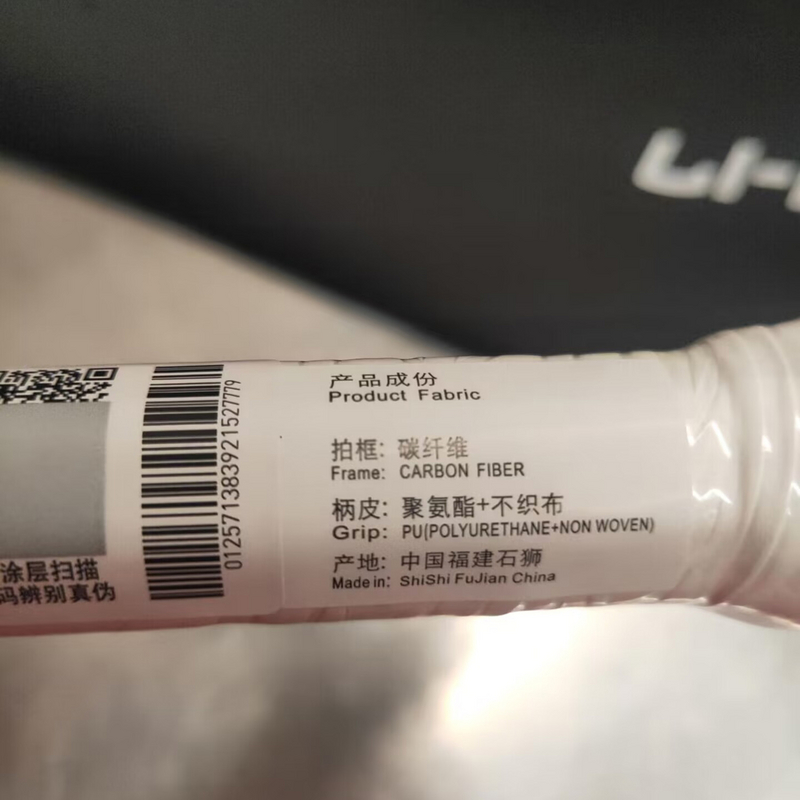 LI-
产品成份
Product Fabric
拍框: 碳纤维
Frame: CARBON FIBER
柄皮: 聚氨酯+不织布
Grip: PU(POLYURETHANE+NON WOVEN)
产地: 中国福建石狮
Made in: ShiShi FuJian China
012571383921527779
涂层扫描
码辨别真伪